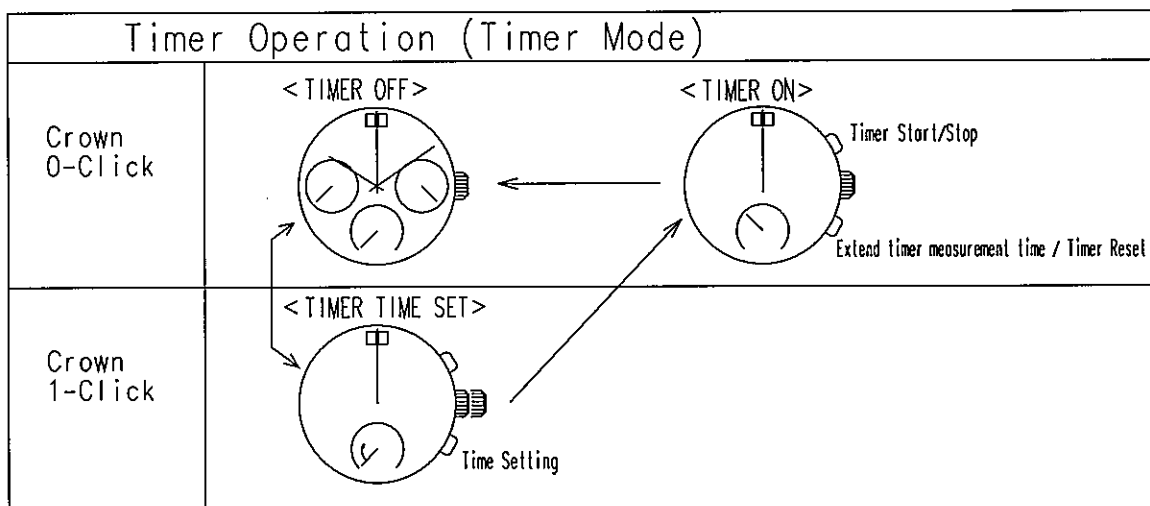 Timer Operation (Timer Mode)
Crown
0-Click
<TIMER OFF>
<TIMER ON>
Timer Start/Stop
Extend timer measurement time / Timer Reset
Crown
1-Click
<TIMER TIME SET>
Time Setting